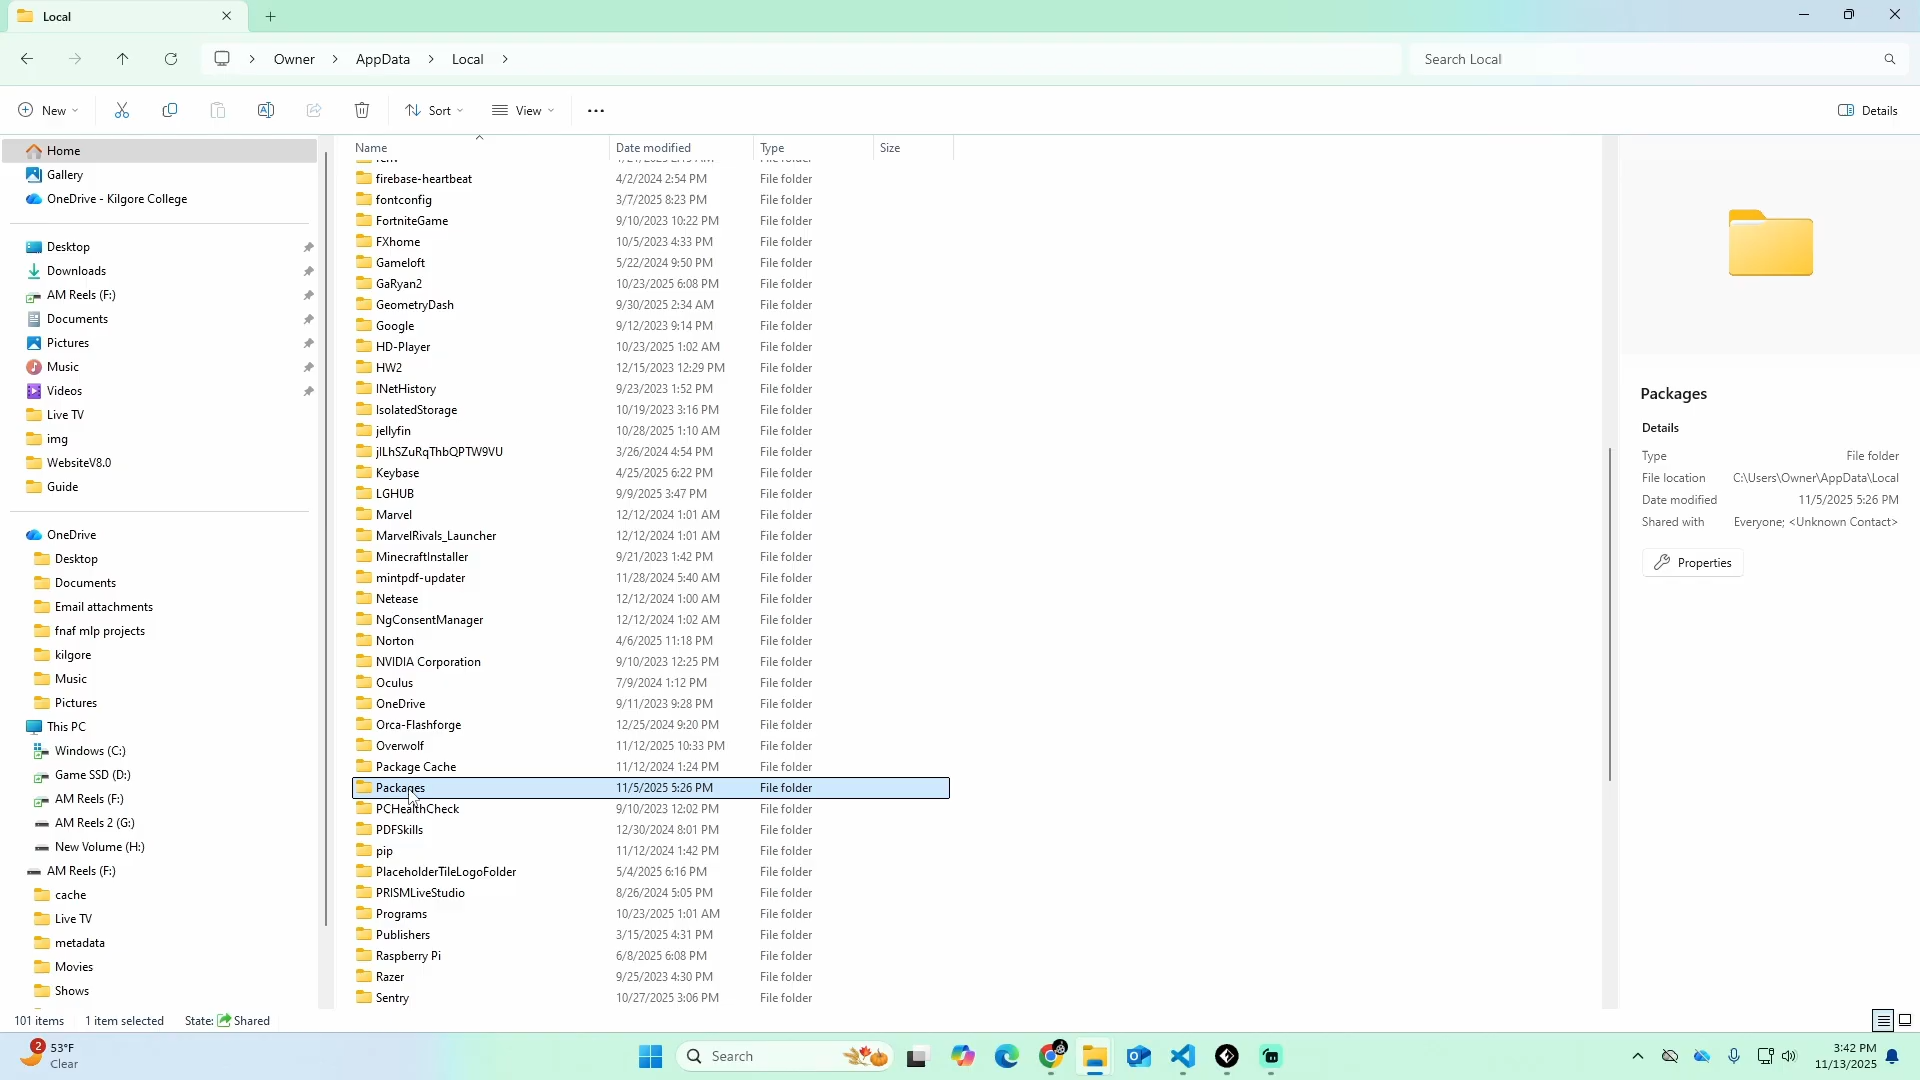 Local
Owner
AppData
Local
Search Local
New
Sort
View
Details
Home
Gallery
OneDrive - Kilgore College
Desktop
Downloads
AM Reels (F:)
Documents
Pictures
Music
Videos
Live TV
img
WebsiteV8.0
Guide
OneDrive
Desktop
Documents
Email attachments
fnaf mlp projects
kilgore
Music
Pictures
This PC
Windows (C:)
Game SSD (D:)
AM Reels (F:)
AM Reels 2 (G:)
New Volume (H:)
AM Reels (F:)
cache
Live TV
metadata
Movies
Shows
Name Date modified Type Size
firebase-heartbeat 4/2/2024 2:54 PM File folder
fontconfig 3/7/2025 8:23 PM File folder
FortniteGame 9/10/2023 10:22 PM File folder
FXhome 10/5/2023 4:33 PM File folder
Gameloft 5/22/2024 9:50 PM File folder
GaRyan2 10/23/2025 6:08 PM File folder
GeometryDash 9/30/2025 2:34 AM File folder
Google 9/12/2023 9:14 PM File folder
HD-Player 10/23/2025 1:02 AM File folder
HW2 12/15/2023 12:29 PM File folder
INetHistory 9/23/2023 1:52 PM File folder
IsolatedStorage 10/19/2023 3:16 PM File folder
jellyfin 10/28/2025 1:10 AM File folder
3/26/2024 4:54 PM File folder
Keybase 4/25/2025 6:22 PM File folder
LGHUB 9/9/2025 3:47 PM File folder
Marvel 12/12/2024 1:01 AM File folder
MarvelRivals_Launcher 12/12/2024 1:01 AM File folder
MinecraftInstaller 9/21/2023 1:42 PM File folder
mintpdf-updater 11/28/2024 5:40 AM File folder
Netease 12/12/2024 1:00 AM File folder
NgConsentManager 12/12/2024 1:02 AM File folder
Norton 4/6/2025 11:18 PM File folder
NVIDIA Corporation 9/10/2023 12:25 PM File folder
Oculus 7/9/2024 1:12 PM File folder
OneDrive 9/11/2023 9:28 PM File folder
Orca-Flashforge 12/25/2024 9:20 PM File folder
Overwolf 11/12/2025 10:33 PM File folder
Package Cache 11/12/2024 1:24 PM File folder
Packages 11/5/2025 5:26 PM File folder
PCHealthCheck 9/10/2023 12:02 PM File folder
PDFSkills 12/30/2024 8:01 PM File folder
pip 11/12/2024 1:42 PM File folder
PlaceholderTileLogoFolder 5/4/2025 6:16 PM File folder
PRISMLiveStudio 8/26/2024 5:05 PM File folder
Programs 10/23/2025 1:01 AM File folder
Publishers 3/15/2025 4:31 PM File folder
Raspberry Pi 6/8/2025 6:08 PM File folder
Razer 9/25/2023 4:30 PM File folder
Sentry 10/27/2025 3:06 PM File folder
Packages
Details
Type File folder
File location C:\Users\Owner\AppData\Local
Date modified 11/5/2025 5:26 PM
Shared with Everyone; <Unknown Contact>
Properties
101 items 1 item selected State: Shared
2
53°F
Clear
Search
3:42 PM
11/13/2025